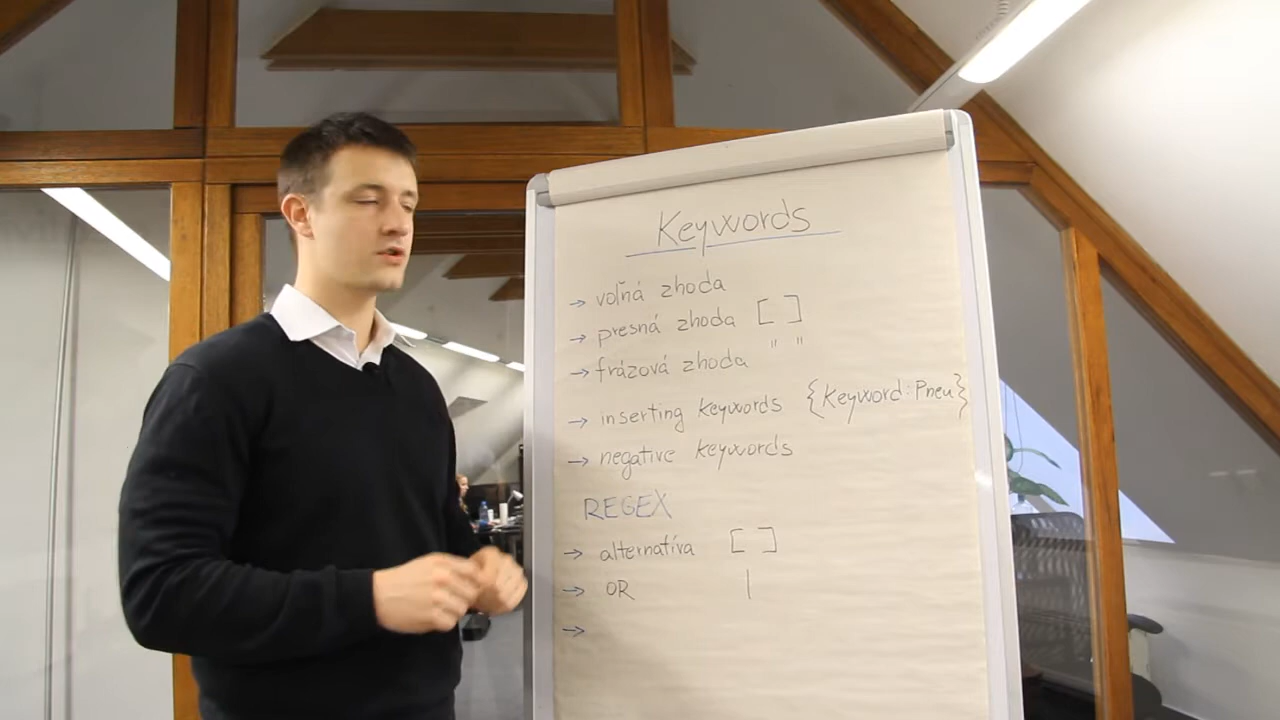 Keywords
→ voľná zhoda
→ presná zhoda [ ]
→ frázová zhoda " "
→ inserting keywords {Keyword:Pneu}
→ negative keywords
REGEX
→ alternatíva [ ]
→ OR |
→